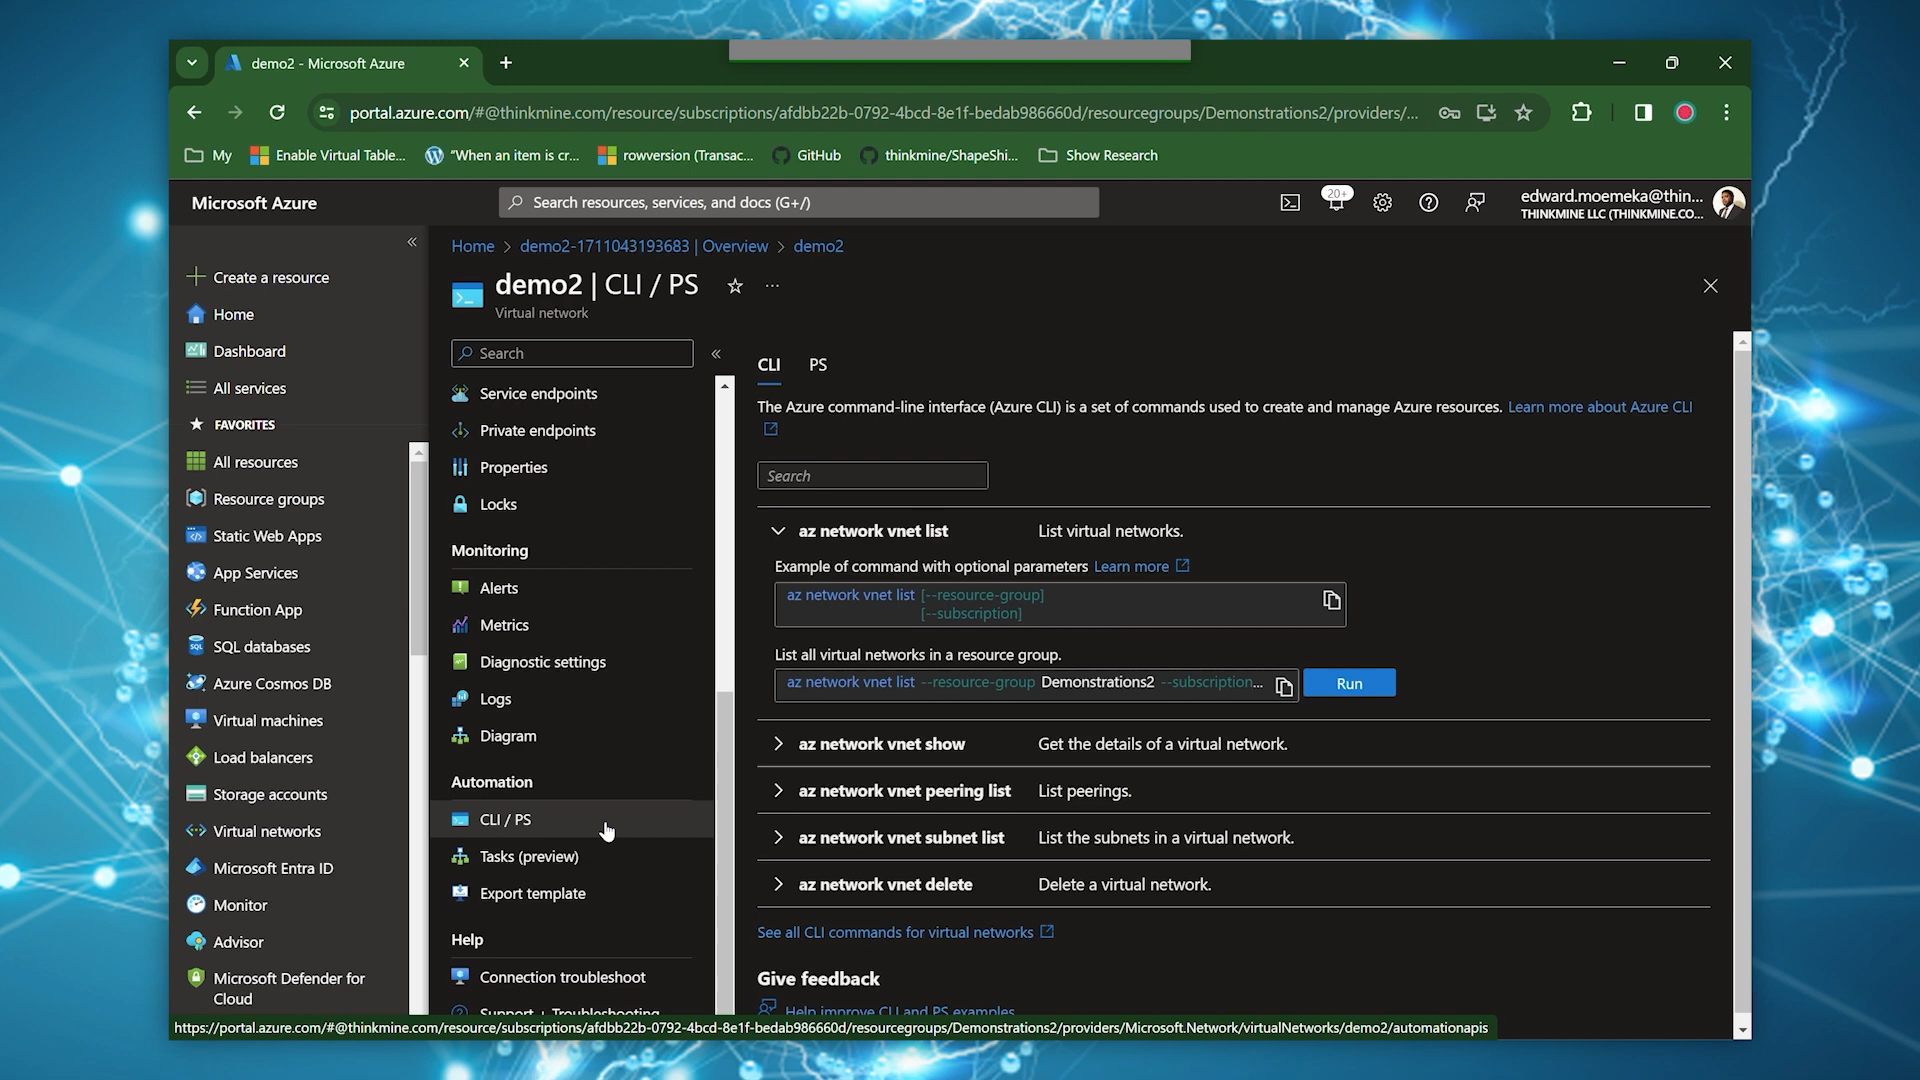 demo2 - Microsoft Azure
portal.azure.com/#@thinkmine.com/resource/subscriptions/afdbb22b-0792-4bcd-8e1f-bedab986660d/resourcegroups/Demonstrations2/providers/...
My
Enable Virtual Table...
"When an item is cr...
rowversion (Transac...
GitHub
thinkmine/ShapeShi...
Show Research
Microsoft Azure
Search resources, services, and docs (G+/)
20+
edward.moemeka@thin...
THINKMINE LLC (THINKMINE.CO...
Create a resource
Home
Dashboard
All services
FAVORITES
All resources
Resource groups
Static Web Apps
App Services
Function App
SQL databases
Azure Cosmos DB
Virtual machines
Load balancers
Storage accounts
Virtual networks
Microsoft Entra ID
Monitor
Advisor
Microsoft Defender for
Cloud
Home > demo2-1711043193683 | Overview > demo2
demo2 | CLI / PS
Virtual network
Search
Service endpoints
Private endpoints
Properties
Locks
Monitoring
Alerts
Metrics
Diagnostic settings
Logs
Diagram
Automation
CLI / PS
Tasks (preview)
Export template
Help
Connection troubleshoot
Support + Troubleshooting
CLI
PS
The Azure command-line interface (Azure CLI) is a set of commands used to create and manage Azure resources. Learn more about Azure CLI
Search
az network vnet list List virtual networks.
Example of command with optional parameters Learn more
az network vnet list [--resource-group]
[--subscription]
List all virtual networks in a resource group.
az network vnet list --resource-group Demonstrations2 --subscription...
Run
az network vnet show Get the details of a virtual network.
az network vnet peering list List peerings.
az network vnet subnet list List the subnets in a virtual network.
az network vnet delete Delete a virtual network.
See all CLI commands for virtual networks
Give feedback
Help improve CLI and PS examples
https://portal.azure.com/#@thinkmine.com/resource/subscriptions/afdbb22b-0792-4bcd-8e1f-bedab986660d/resourcegroups/Demonstrations2/providers/Microsoft.Network/virtualNetworks/demo2/automationapis